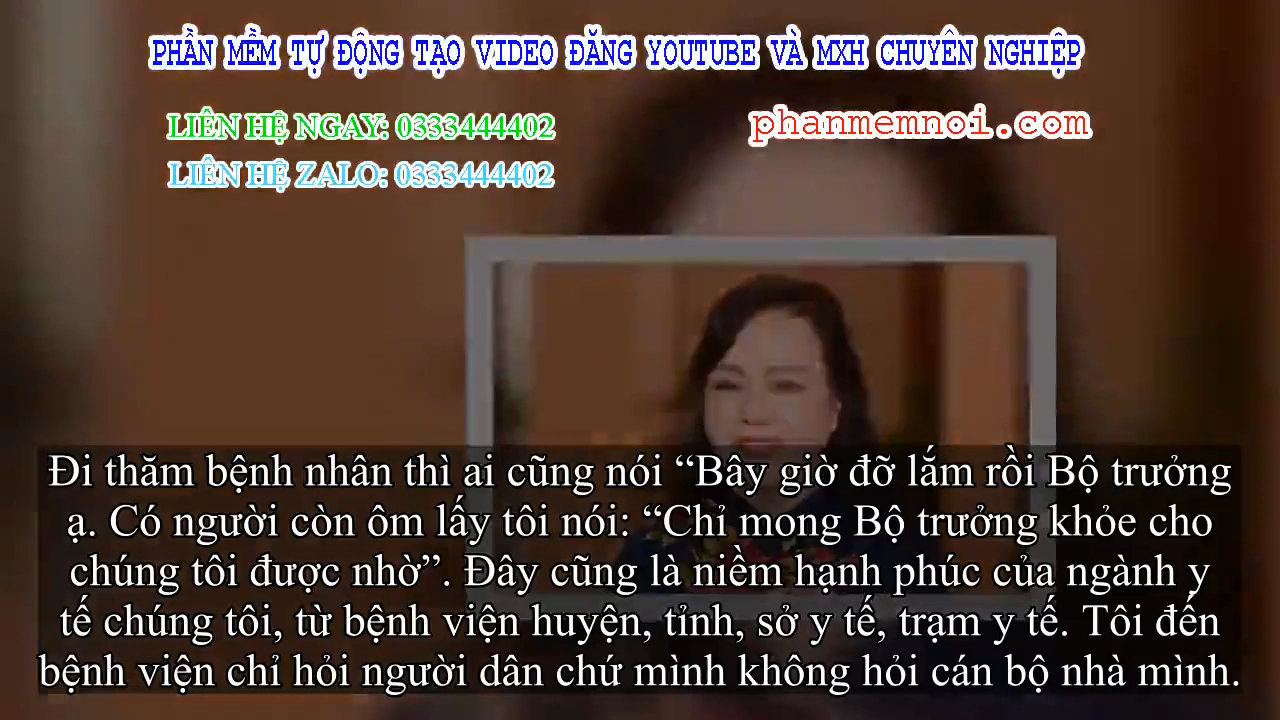 PHẦN MỀM TỰ ĐỘNG TẠO VIDEO ĐĂNG YOUTUBE VÀ MXH CHUYÊN NGHIỆP
LIÊN HỆ NGAY: 0333444402
phanmemnoi.com
LIÊN HỆ ZALO: 0333444402
Đi thăm bệnh nhân thì ai cũng nói “Bây giờ đỡ lắm rồi Bộ trưởng
ạ. Có người còn ôm lấy tôi nói: “Chỉ mong Bộ trưởng khỏe cho
chúng tôi được nhờ”. Đây cũng là niềm hạnh phúc của ngành y
tế chúng tôi, từ bệnh viện huyện, tỉnh, sở y tế, trạm y tế. Tôi đến
bệnh viện chỉ hỏi người dân chứ mình không hỏi cán bộ nhà mình.